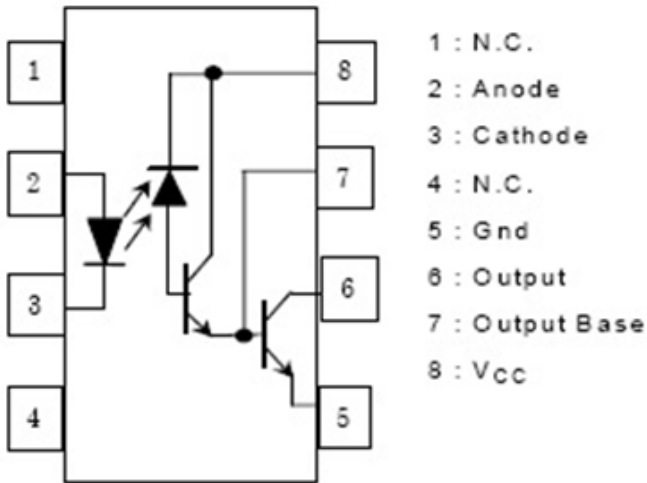 1
2
3
4
8
7
6
5
1 : N.C.
2 : Anode
3 : Cathode
4 : N.C.
5 : Gnd
6 : Output
7 : Output Base
8 : VCC